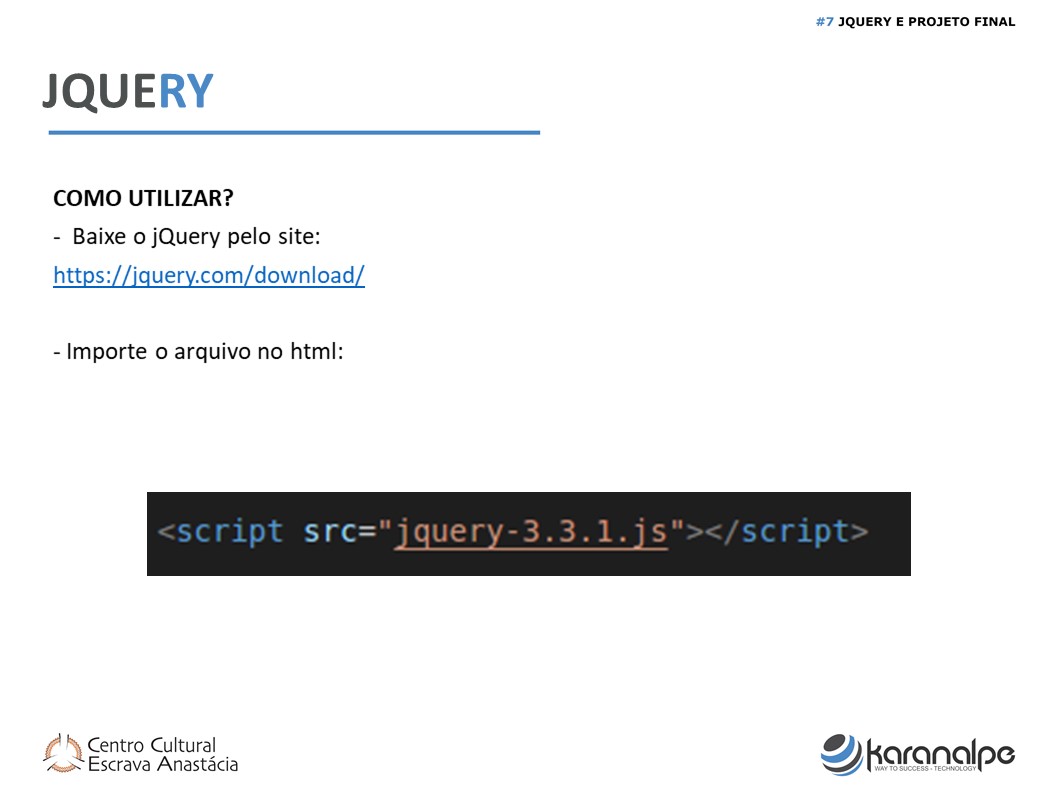 #7 JQUERY E PROJETO FINAL
JQUERY
COMO UTILIZAR?
- Baixe o jQuery pelo site:
https://jquery.com/download/
- Importe o arquivo no html:
<script src="jquery-3.3.1.js"></script>
Centro Cultural
Escrava Anastácia
karanalpe
WAY TO SUCCESS - TECHNOLOGY